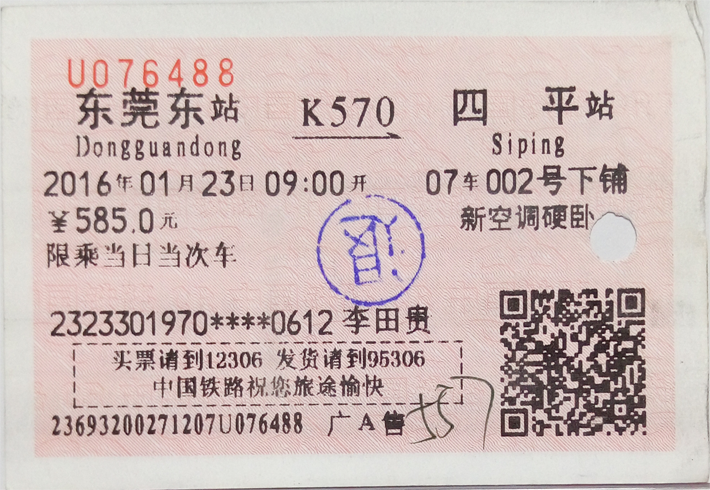 U076488
东莞东站 K570 四平站
Dongguandong Siping
2016年01月23日09:00开 07车002号下铺
¥585.0元 新空调硬卧
限乘当日当次车
2323301970****0612 李田贵
买票请到12306 发货请到95306
中国铁路祝您旅途愉快
23693200271207U076488 广A售